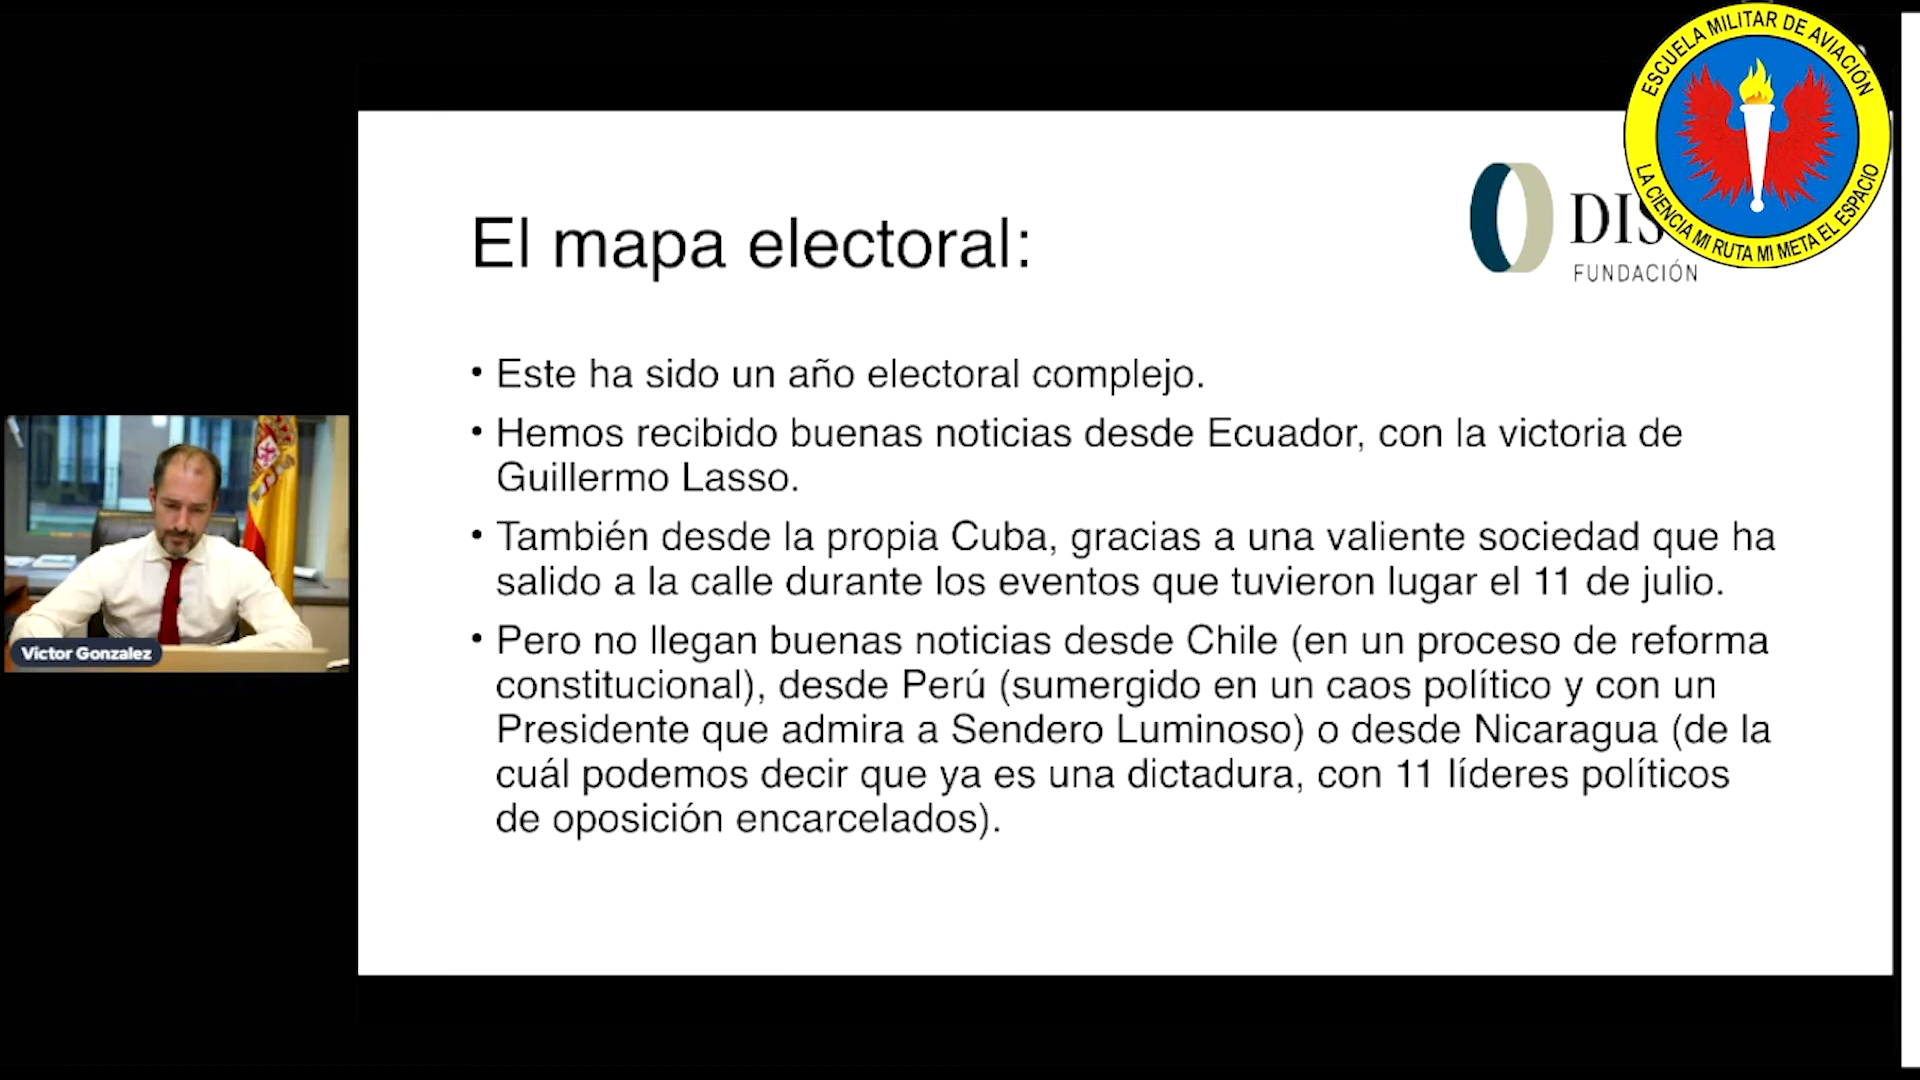 ESCUELA MILITAR DE AVIACIÓN
LA CIENCIA MI RUTA MI META EL ESPACIO
FUNDACIÓN
El mapa electoral:
• Este ha sido un año electoral complejo.
• Hemos recibido buenas noticias desde Ecuador, con la victoria de
Guillermo Lasso.
• También desde la propia Cuba, gracias a una valiente sociedad que ha
salido a la calle durante los eventos que tuvieron lugar el 11 de julio.
• Pero no llegan buenas noticias desde Chile (en un proceso de reforma
constitucional), desde Perú (sumergido en un caos político y con un
Presidente que admira a Sendero Luminoso) o desde Nicaragua (de la
cuál podemos decir que ya es una dictadura, con 11 líderes políticos
de oposición encarcelados).
Victor Gonzalez